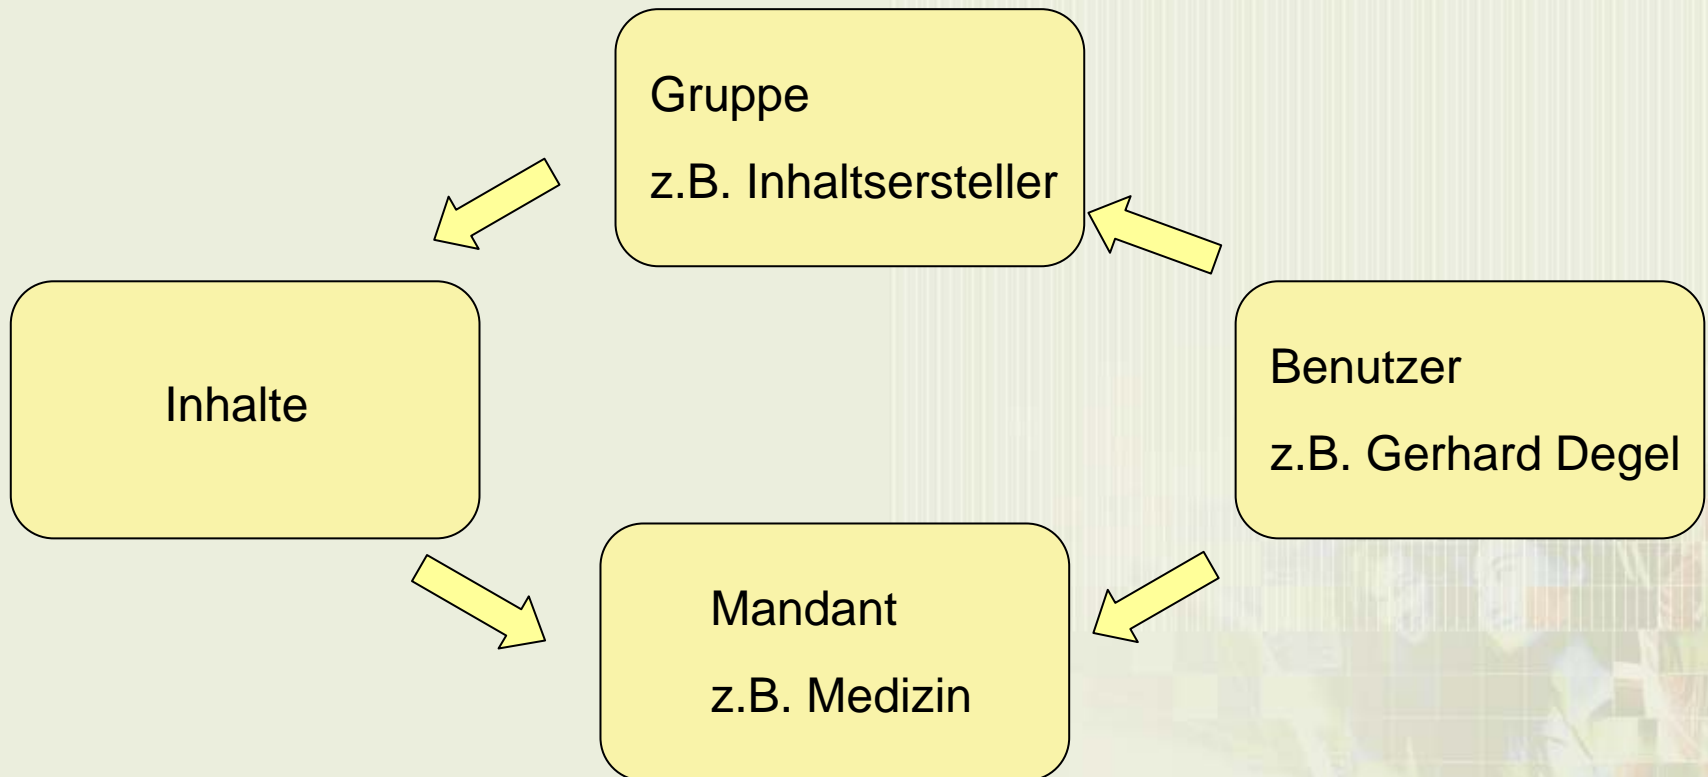 Gruppe
z.B. Inhaltsersteller
Inhalte
Benutzer
z.B. Gerhard Degel
Mandant
z.B. Medizin